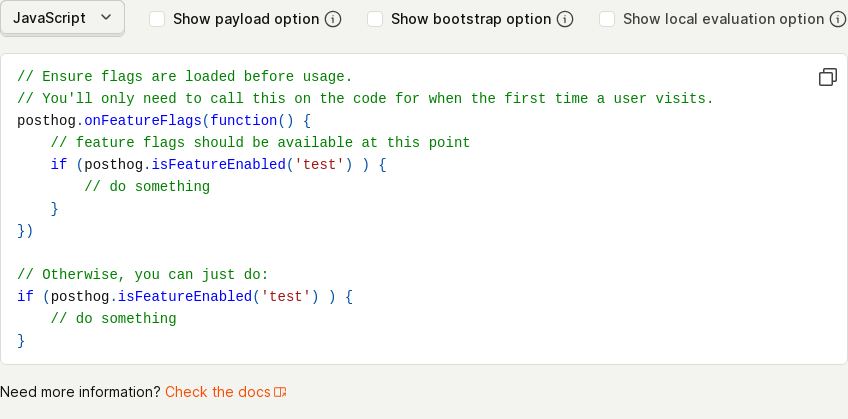 JavaScript Show payload option Show bootstrap option Show local evaluation option
// Ensure flags are loaded before usage.
// You'll only need to call this on the code for when the first time a user visits.
posthog.onFeatureFlags(function() {
    // feature flags should be available at this point
    if (posthog.isFeatureEnabled('test') ) {
        // do something
    }
})

// Otherwise, you can just do:
if (posthog.isFeatureEnabled('test') ) {
    // do something
}
Need more information? Check the docs